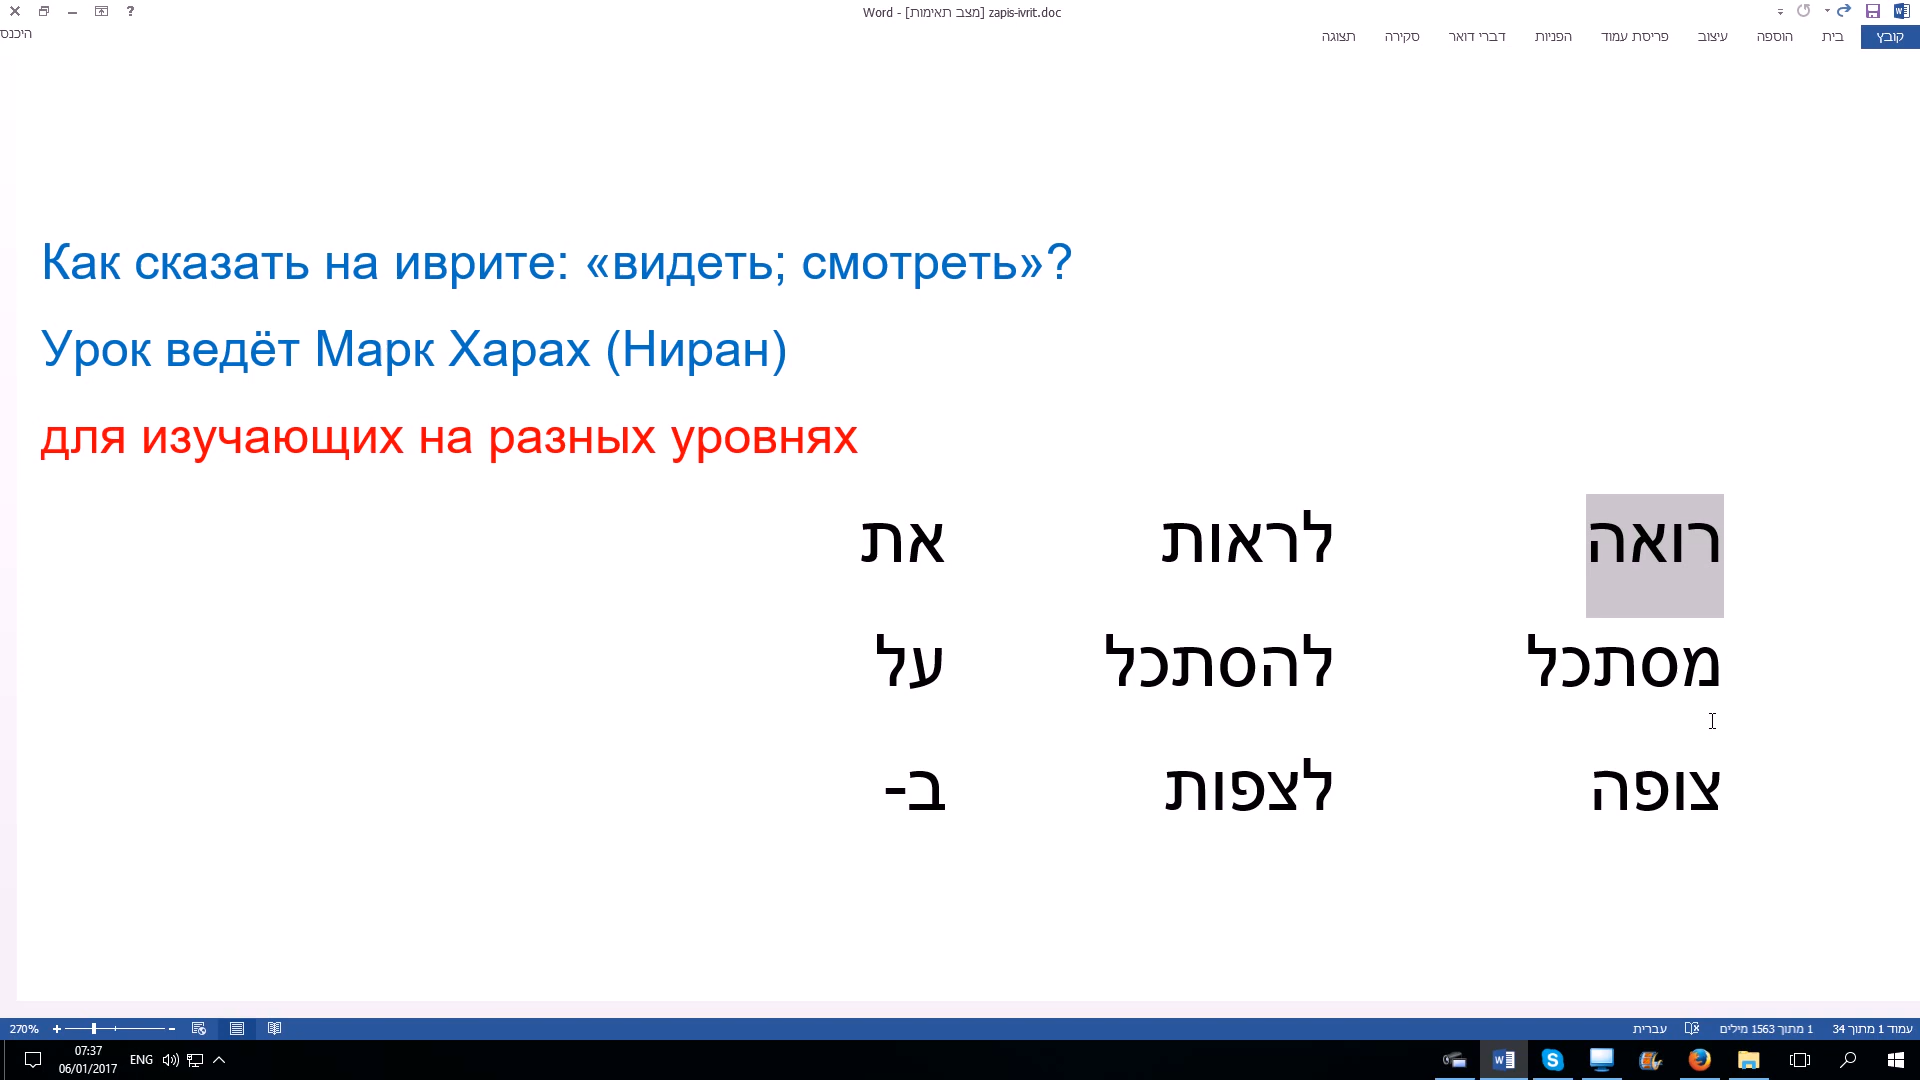 zapis-ivrit.doc [מצב תאימות] - Word
היכנס
קובץ בית הוספה עיצוב פריסת עמוד הפניות דברי דואר סקירה תצוגה
Как сказать на иврите: «видеть; смотреть»?
Урок ведёт Марк Харах (Ниран)
для изучающих на разных уровнях
רואה לראות את
מסתכל להסתכל על
צופה לצפות ב-
עמוד 1 מתוך 34 1 מתוך 1563 מילים עברית 270%
ENG 07:37
06/01/2017